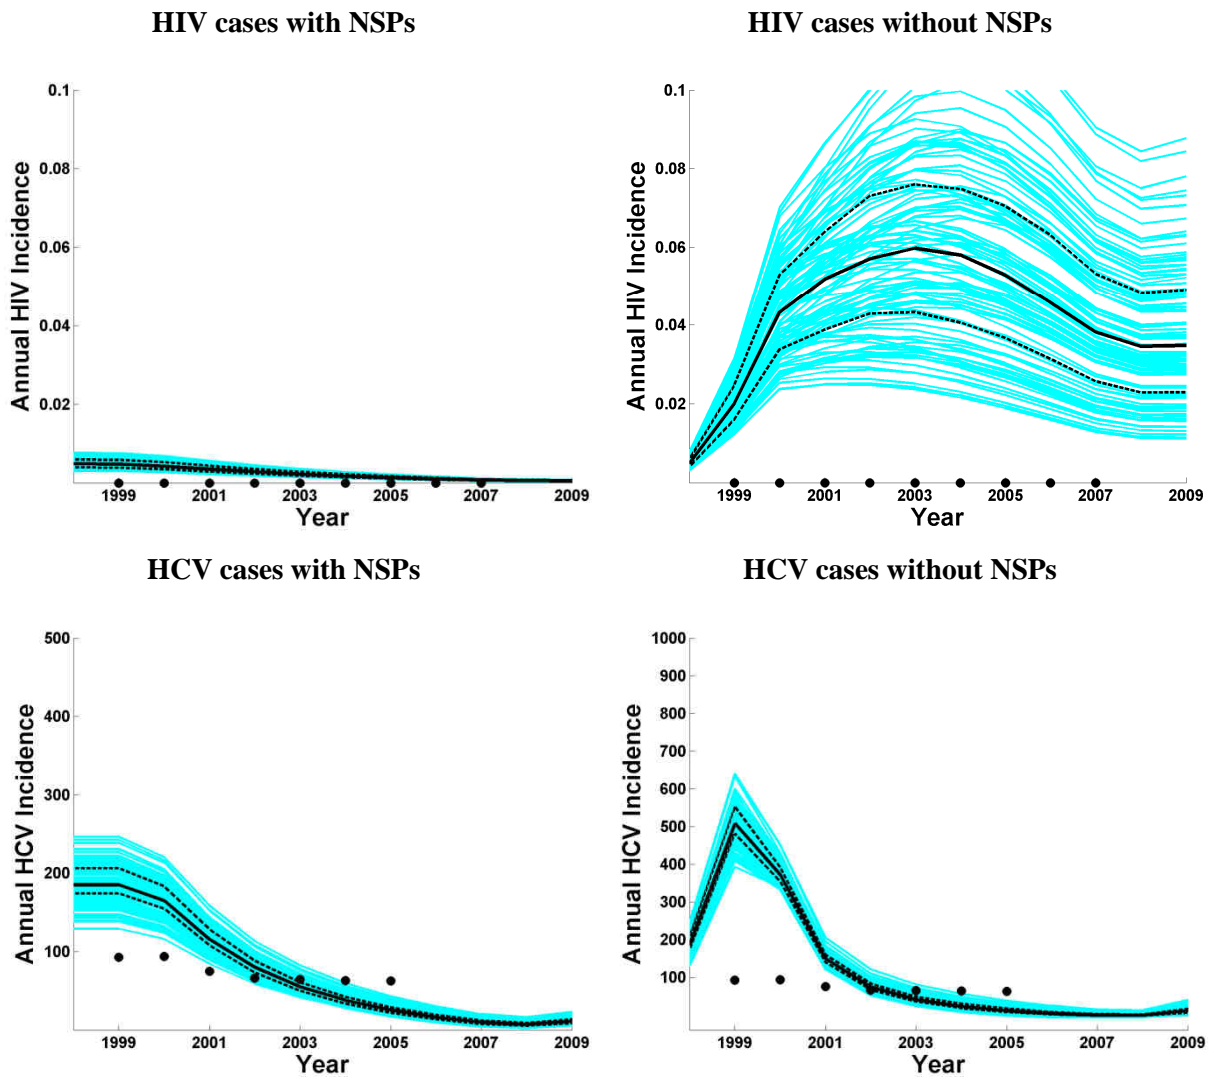 HIV cases with NSPs
HIV cases without NSPs
0.1
0.08
0.06
0.04
0.02
Annual HIV Incidence
1999 2001 2003 2005 2007 2009
Year
0.1
0.08
0.06
0.04
0.02
Annual HIV Incidence
1999 2001 2003 2005 2007 2009
Year
HCV cases with NSPs
HCV cases without NSPs
500
400
300
200
100
Annual HCV Incidence
1999 2001 2003 2005 2007 2009
Year
1000
900
800
700
600
500
400
300
200
100
Annual HCV Incidence
1999 2001 2003 2005 2007 2009
Year